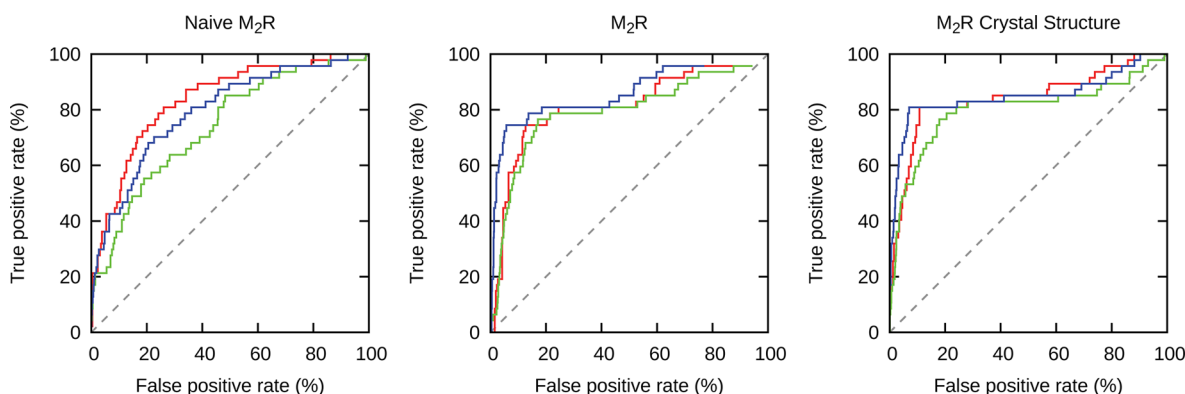 Naive M₂R
100
80
60
40
20
0
True positive rate (%)
0 20 40 60 80 100
False positive rate (%)
M₂R
100
80
60
40
20
0
True positive rate (%)
0 20 40 60 80 100
False positive rate (%)
M₂R Crystal Structure
100
80
60
40
20
0
True positive rate (%)
0 20 40 60 80 100
False positive rate (%)